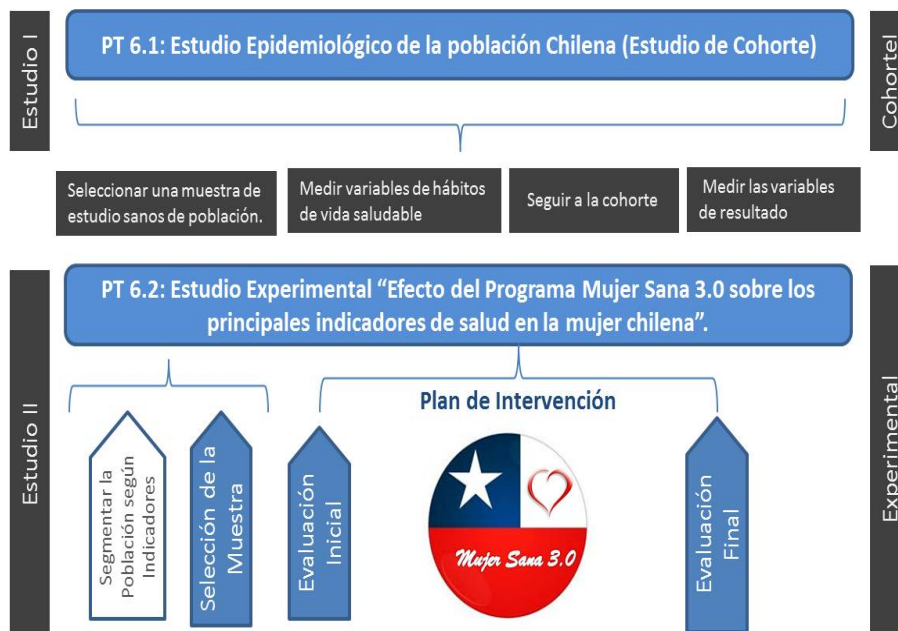 Estudio I
PT 6.1: Estudio Epidemiológico de la población Chilena (Estudio de Cohorte)
Cohortel
Seleccionar una muestra de
estudio sanos de población.
Medir variables de hábitos
de vida saludable
Seguir a la cohorte
Medir las variables
de resultado
Estudio II
PT 6.2: Estudio Experimental “Efecto del Programa Mujer Sana 3.0 sobre los
principales indicadores de salud en la mujer chilena”.
Experimental
Segmentar la
Población según
Indicadores
Selección de la
Muestra
Evaluación
Inicial
Plan de Intervención
Mujer Sana 3.0
Evaluación
Final